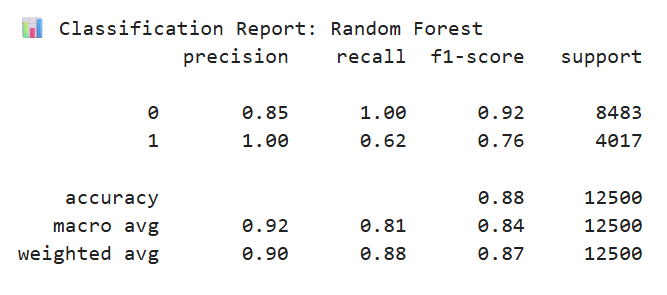 📊 Classification Report: Random Forest
precision recall f1-score support
0 0.85 1.00 0.92 8483
1 1.00 0.62 0.76 4017
accuracy 0.88 12500
macro avg 0.92 0.81 0.84 12500
weighted avg 0.90 0.88 0.87 12500